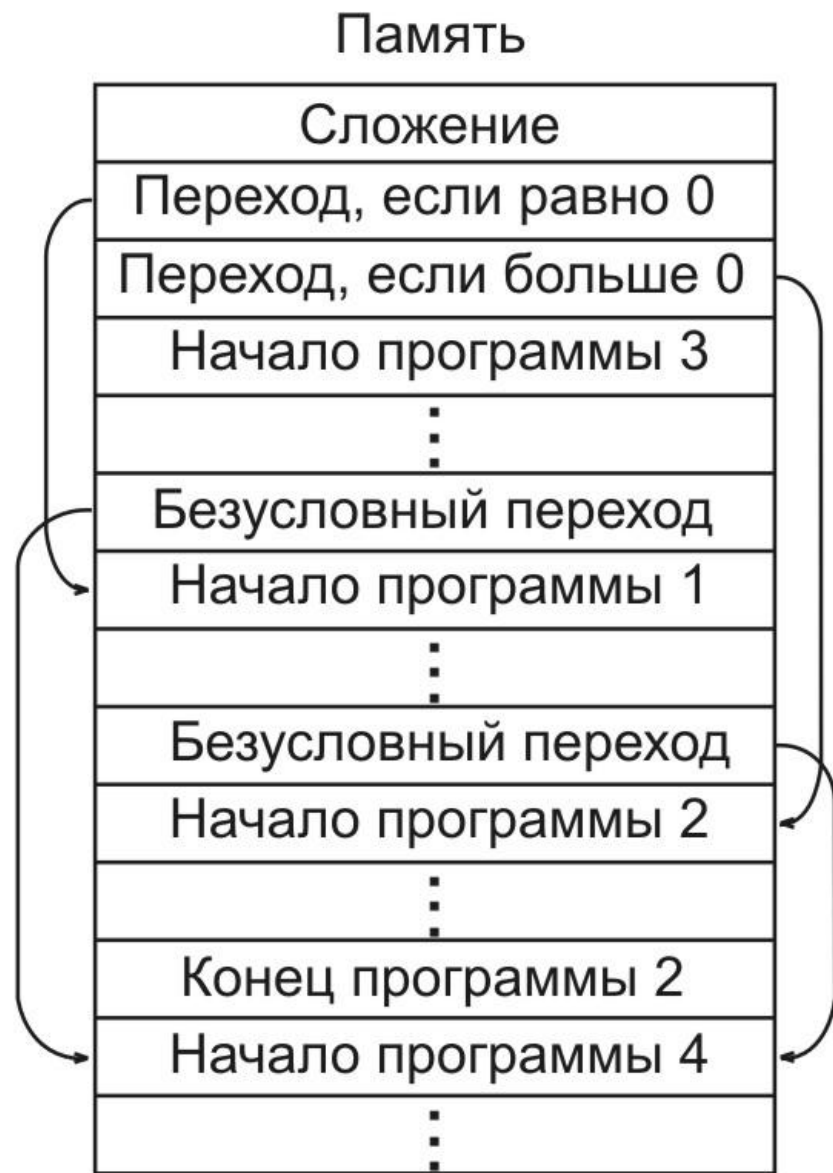 Память
Сложение
Переход, если равно 0
Переход, если больше 0
Начало программы 3
⋮
Безусловный переход
Начало программы 1
⋮
Безусловный переход
Начало программы 2
⋮
Конец программы 2
Начало программы 4
⋮